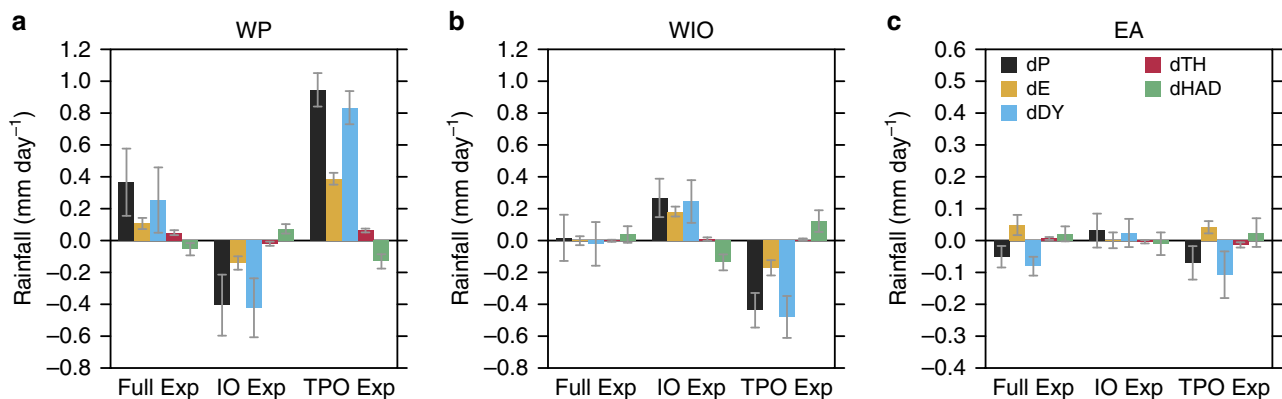 a
WP
Rainfall (mm day−1)
1.2
1.0
0.8
0.6
0.4
0.2
0.0
−0.2
−0.4
−0.6
−0.8
Full Exp IO Exp TPO Exp
b
WIO
Rainfall (mm day−1)
1.2
1.0
0.8
0.6
0.4
0.2
0.0
−0.2
−0.4
−0.6
−0.8
Full Exp IO Exp TPO Exp
c
EA
Rainfall (mm day−1)
0.6
0.5
0.4
0.3
0.2
0.1
0.0
−0.1
−0.2
−0.3
−0.4
dP dTH
dE dHAD
dDY
Full Exp IO Exp TPO Exp